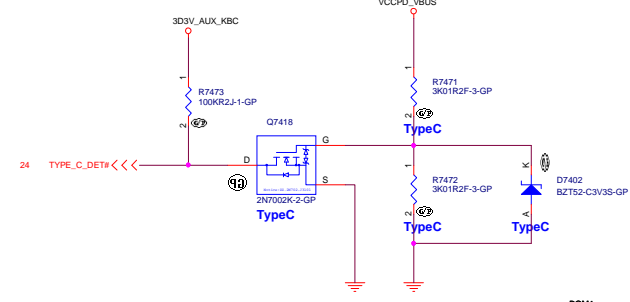 VCCPD_VBUS
3D3V_AUX_KBC
1
1
R7473
100KR2J-1-GP
R7471
3K01R2F-3-GP
2
2
TypeC
Q7418
G
24 TYPE_C_DET#
D
1
K
S
R7472
3K01R2F-3-GP
D7402
BZT52-C3V3S-GP
2N7002K-2-GP
2
A
TypeC
TypeC
TypeC